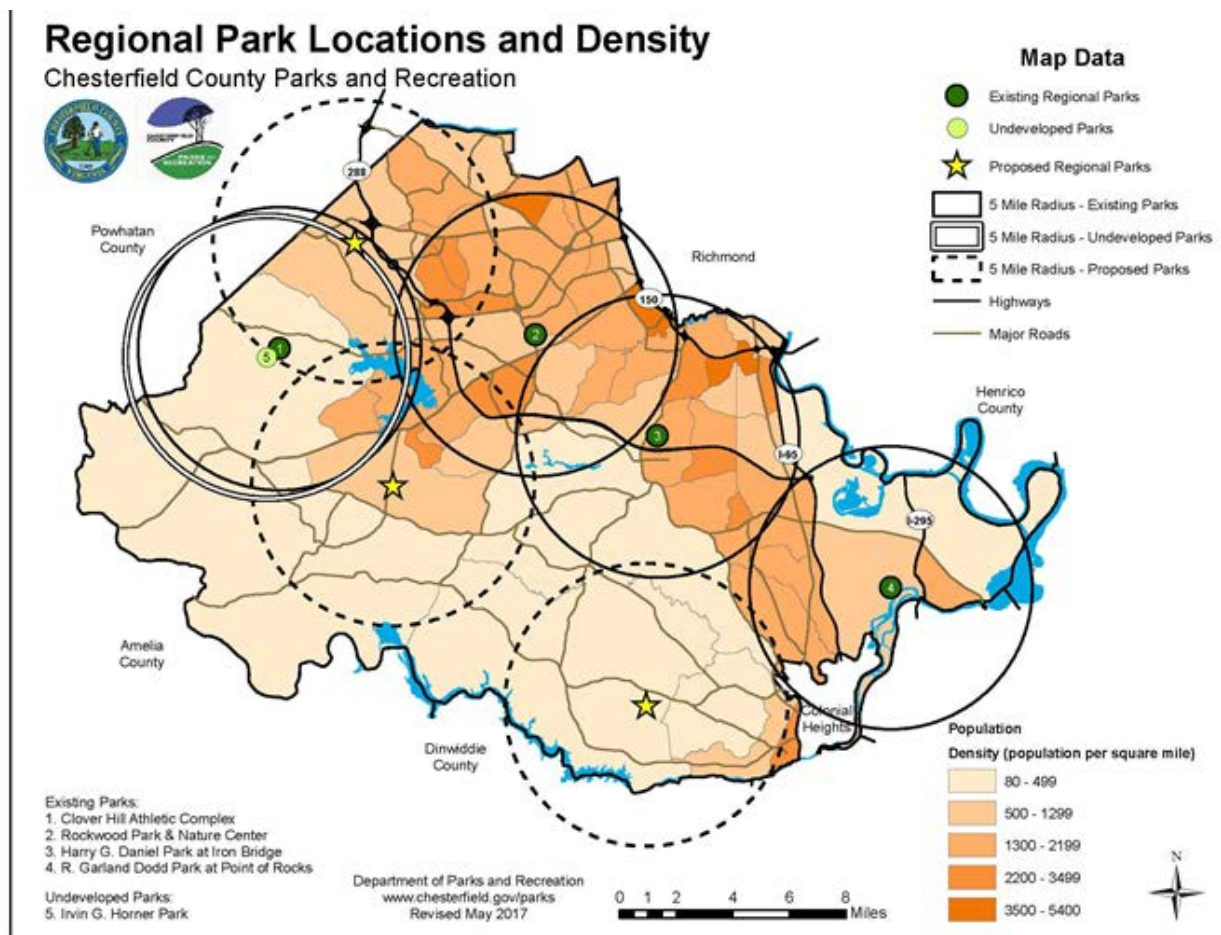 Regional Park Locations and Density
Chesterfield County Parks and Recreation
Map Data
Existing Regional Parks
Undeveloped Parks
Proposed Regional Parks
5 Mile Radius - Existing Parks
5 Mile Radius - Undeveloped Parks
5 Mile Radius - Proposed Parks
Highways
Major Roads
288
Powhatan
County
Richmond
150
2
1
5
Henrico
County
3
I-95
I-295
4
Amelia
County
Colonial
Heights
Dinwiddie
County
Population
Density (population per square mile)
80 - 499
500 - 1299
1300 - 2199
2200 - 3499
3500 - 5400
Existing Parks:
1. Clover Hill Athletic Complex
2. Rockwood Park & Nature Center
3. Harry G. Daniel Park at Iron Bridge
4. R. Garland Dodd Park at Point of Rocks
Undeveloped Parks:
5. Irvin G. Horner Park
Department of Parks and Recreation
www.chesterfield.gov/parks
Revised May 2017
0 1 2 4 6 8
Miles
N